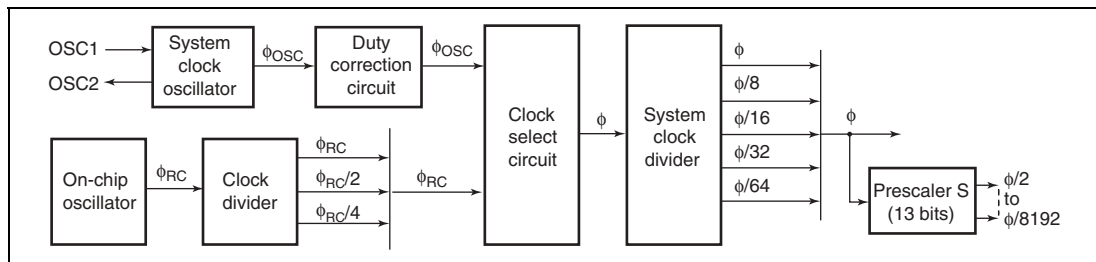 OSC1
OSC2
System
clock
oscillator
ϕOSC
Duty
correction
circuit
ϕOSC
On-chip
oscillator
ϕRC
Clock
divider
ϕRC
ϕRC/2
ϕRC/4
ϕRC
Clock
select
circuit
ϕ
System
clock
divider
ϕ
ϕ/8
ϕ/16
ϕ/32
ϕ/64
ϕ
Prescaler S
(13 bits)
ϕ/2
to
ϕ/8192